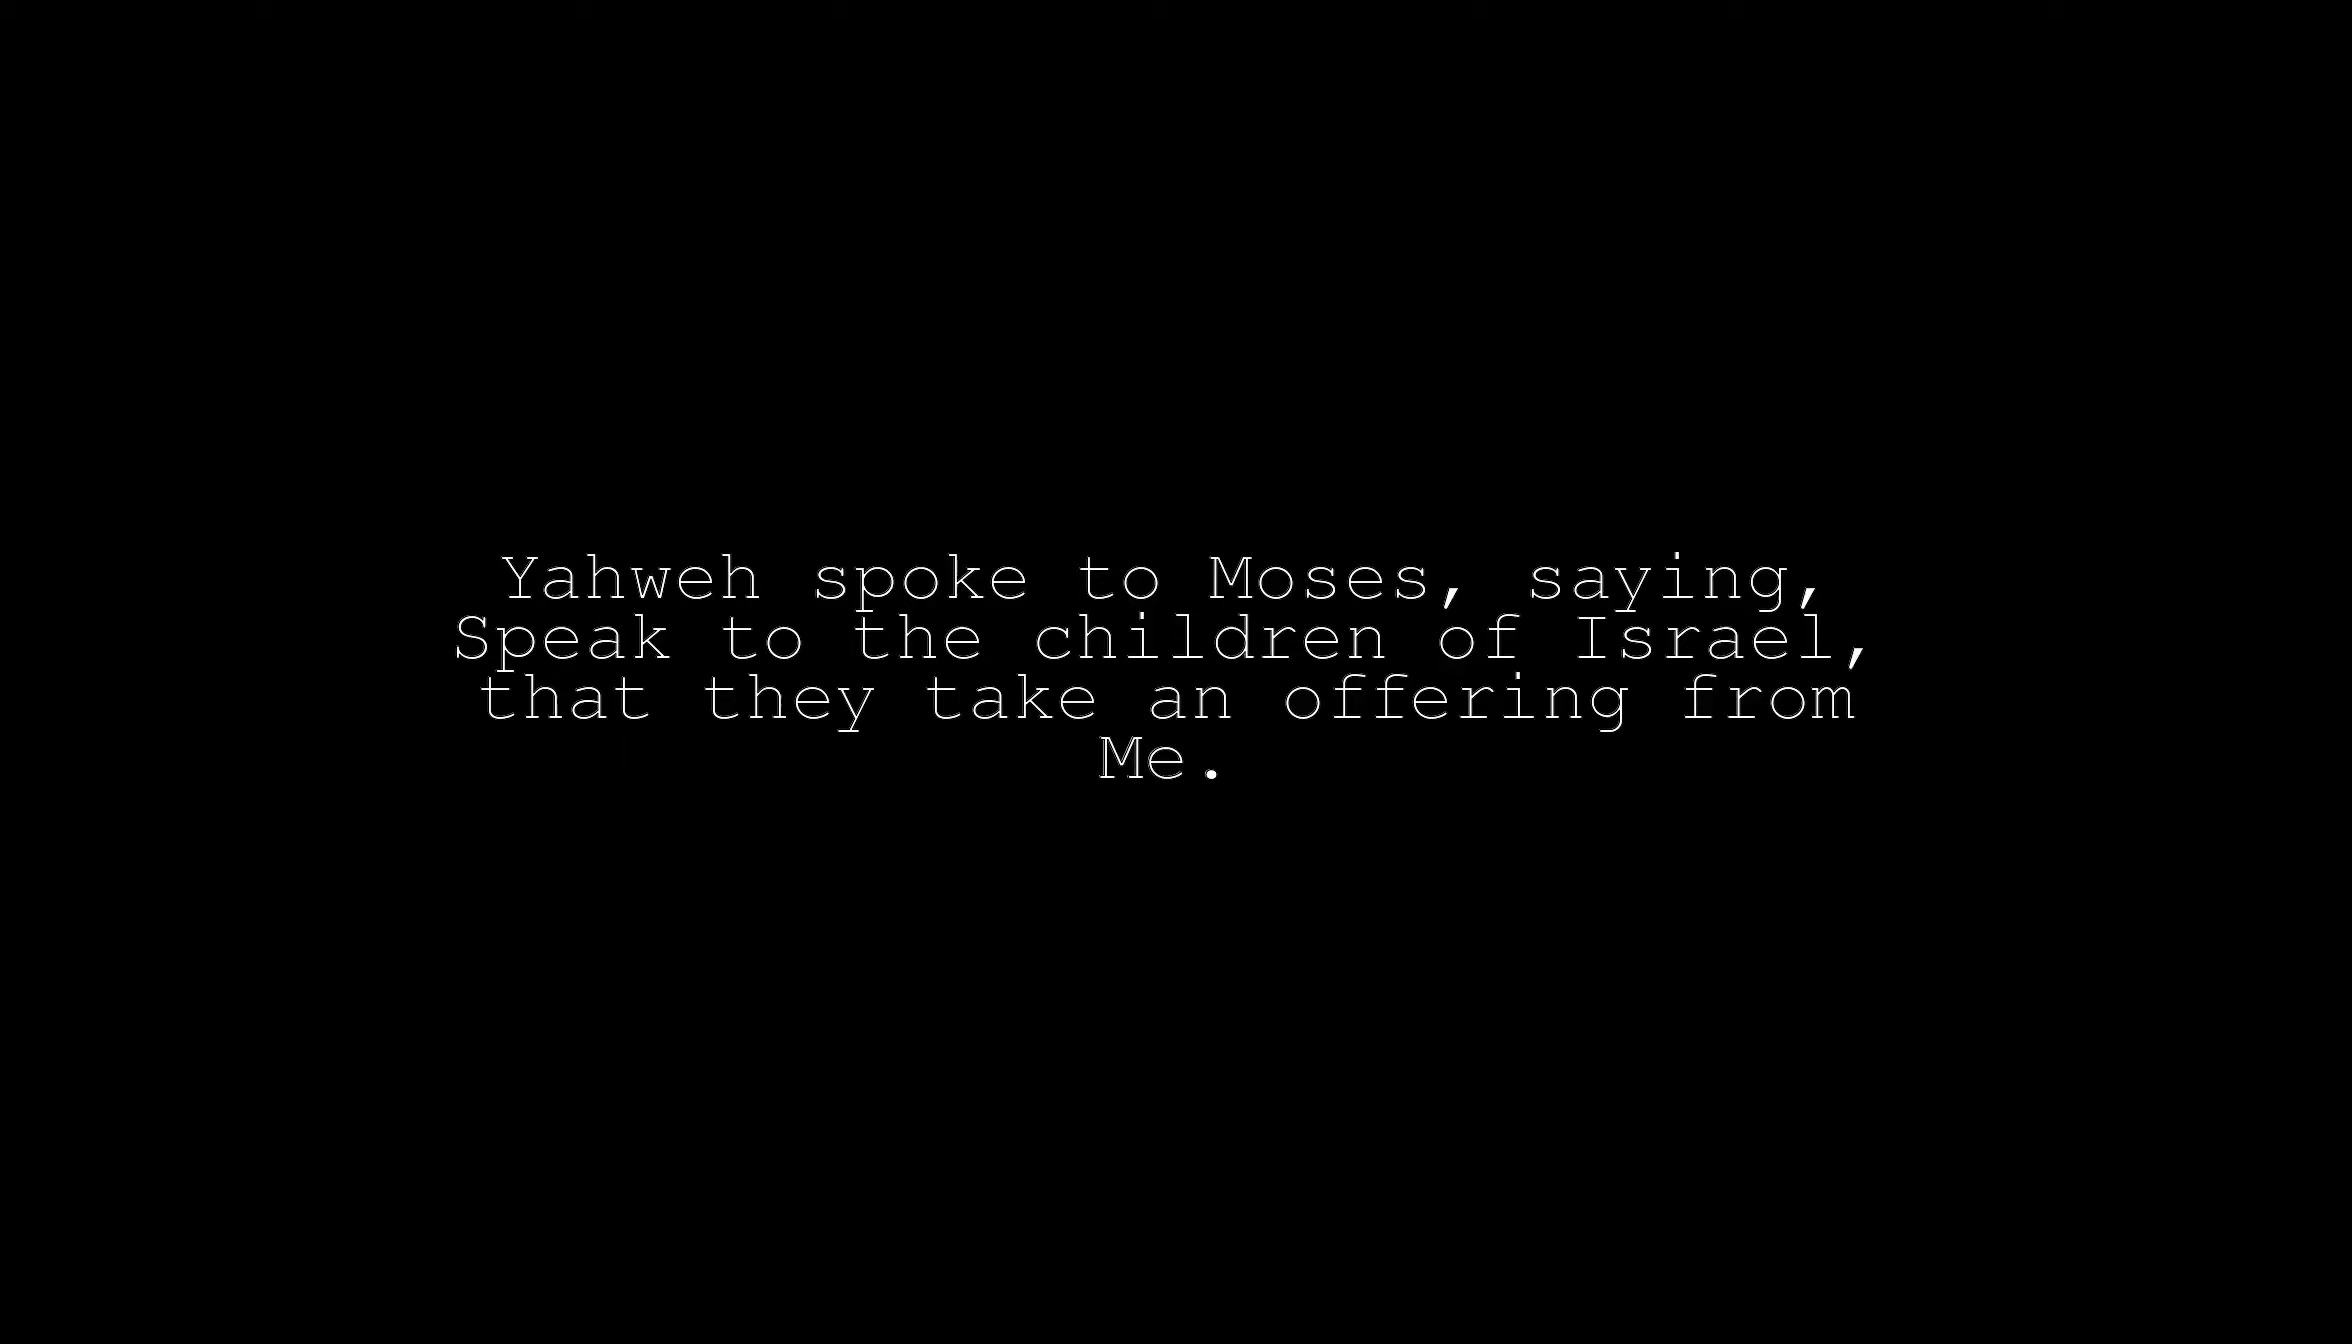 Yahweh spoke to Moses, saying,
Speak to the children of Israel,
that they take an offering from
Me.